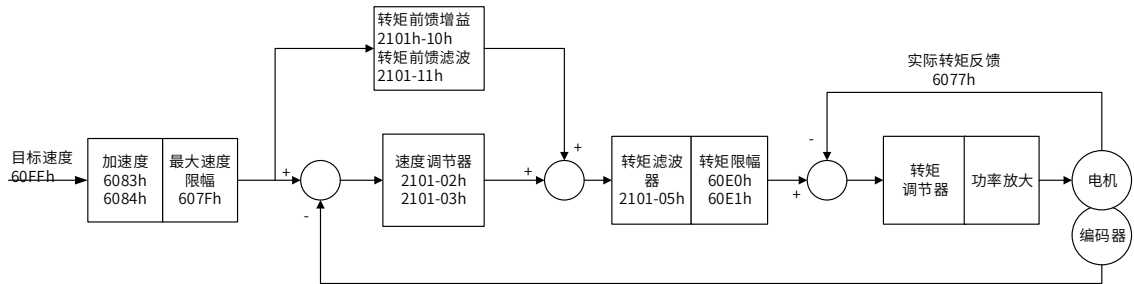 转矩前馈增益
2101h-10h
转矩前馈滤波
2101-11h
实际转矩反馈
6077h
目标速度
60FFh
加速度
6083h
6084h
最大速度
限幅
607Fh
+
-
速度调节器
2101-02h
2101-03h
+
+
转矩滤波
器
2101-05h
转矩限幅
60E0h
60E1h
+
-
转矩
调节器
功率放大
电机
编码器